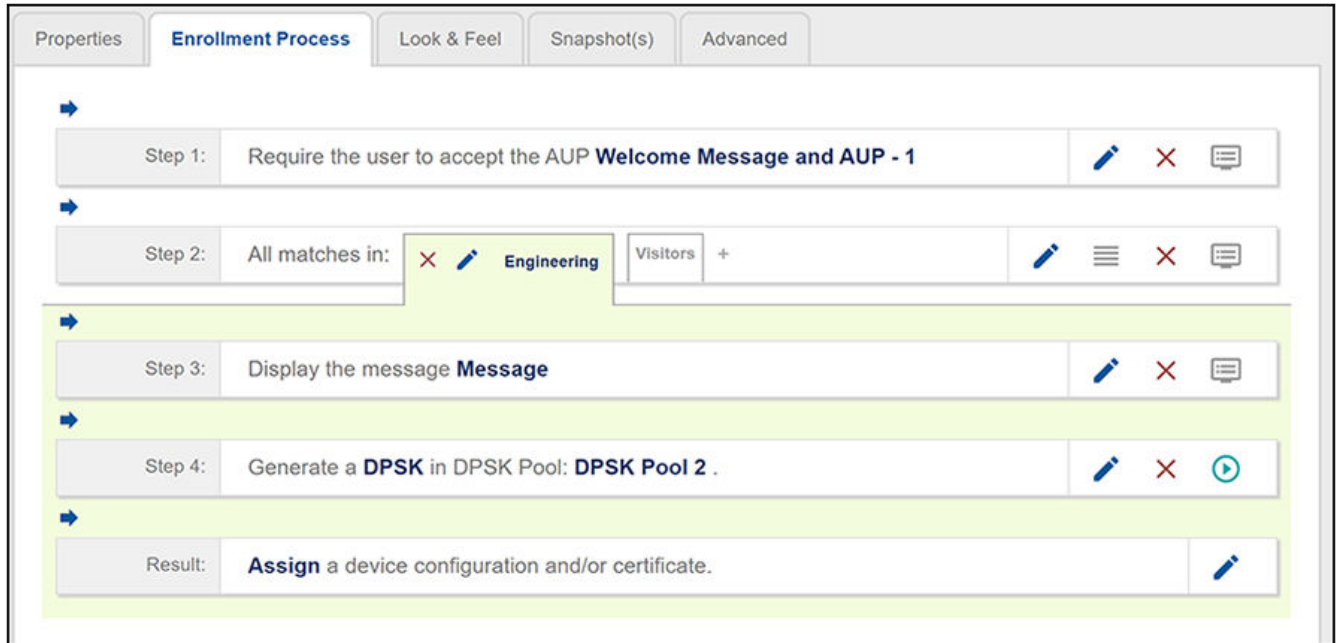 Properties Enrollment Process Look & Feel Snapshot(s) Advanced
Step 1: Require the user to accept the AUP Welcome Message and AUP - 1
Step 2: All matches in: Engineering Visitors +
Step 3: Display the message Message
Step 4: Generate a DPSK in DPSK Pool: DPSK Pool 2 .
Result: Assign a device configuration and/or certificate.